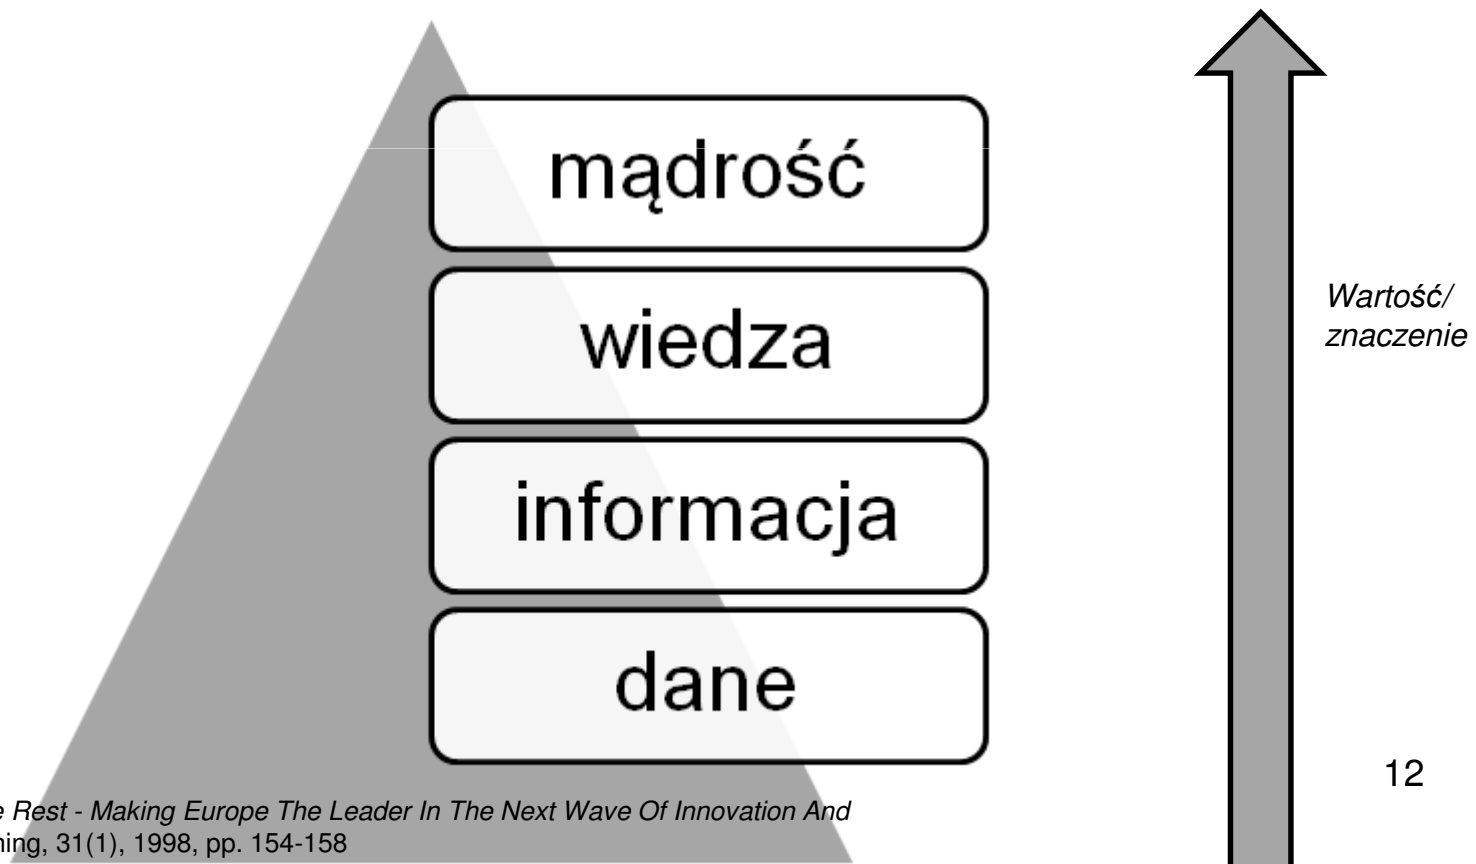 mądrość
wiedza
informacja
dane
Wartość/
znaczenie
12
Rest - Making Europe The Leader In The Next Wave Of Innovation And
31(1), 1998, pp. 154-158